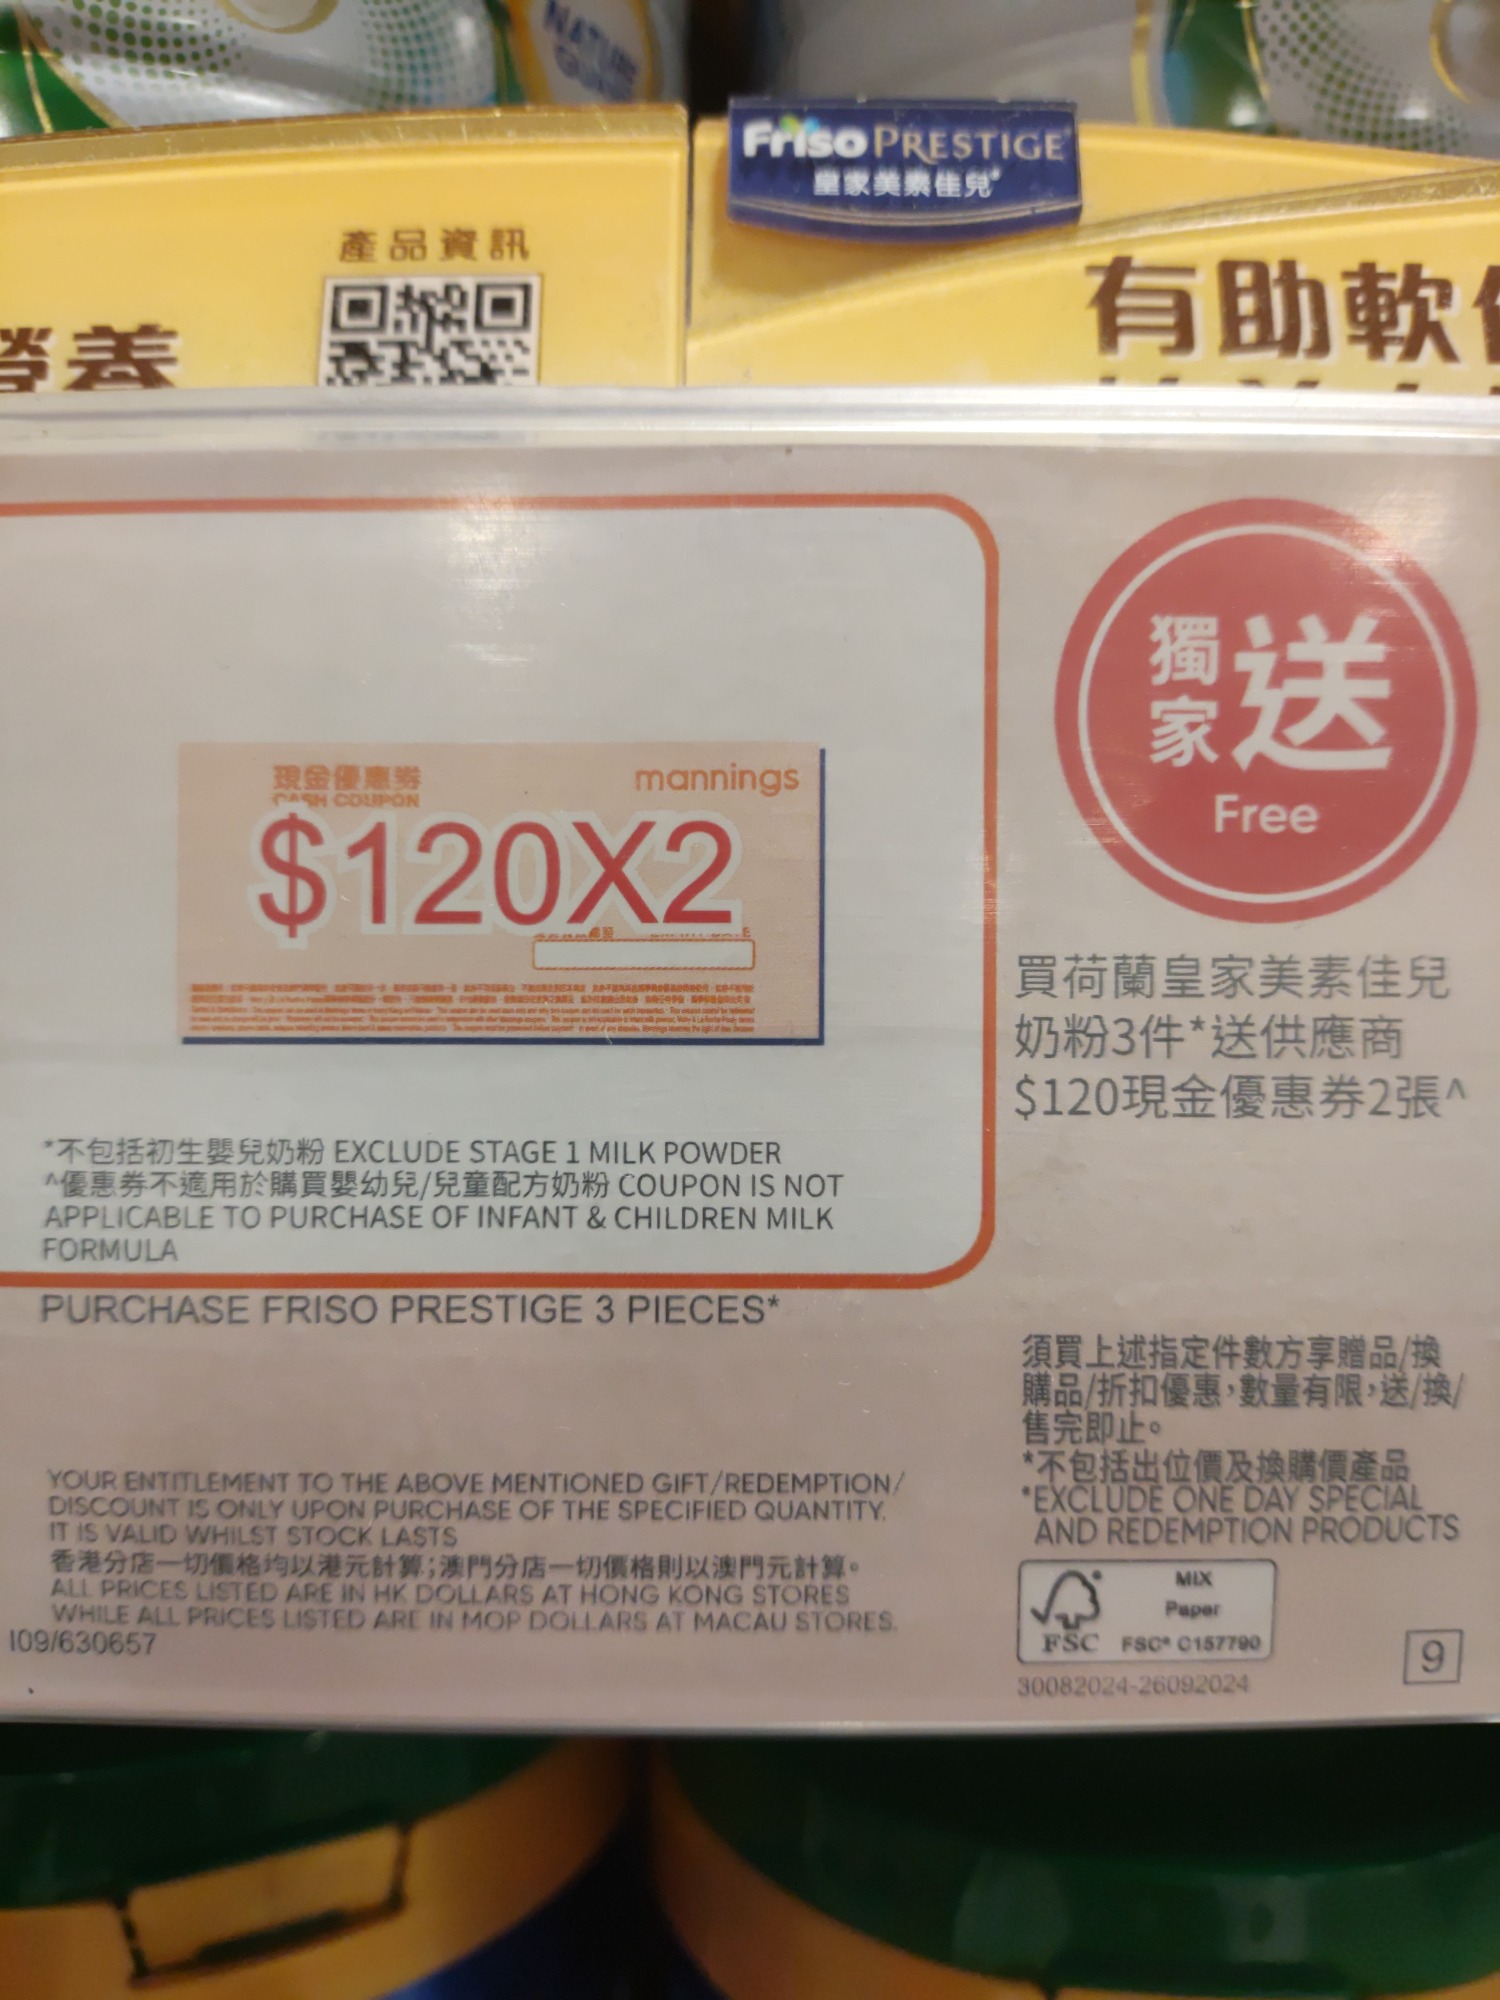 NATURE
Friso PRESTIGE
皇家美素佳兒
產品資訊
營養
有助軟
獨家送
Free
現金優惠券
CASH COUPON
mannings
$120X2
買荷蘭皇家美素佳兒
奶粉3件*送供應商
$120現金優惠券2張^
*不包括初生嬰兒奶粉 EXCLUDE STAGE 1 MILK POWDER
^優惠券不適用於購買嬰幼兒/兒童配方奶粉 COUPON IS NOT
APPLICABLE TO PURCHASE OF INFANT & CHILDREN MILK
FORMULA
PURCHASE FRISO PRESTIGE 3 PIECES*
須買上述指定件數方享贈品/換
購品/折扣優惠，數量有限，送/換/
售完即止。
*不包括出位價及換購價產品
*EXCLUDE ONE DAY SPECIAL
AND REDEMPTION PRODUCTS
YOUR ENTITLEMENT TO THE ABOVE MENTIONED GIFT/REDEMPTION/
DISCOUNT IS ONLY UPON PURCHASE OF THE SPECIFIED QUANTITY.
IT IS VALID WHILST STOCK LASTS
香港分店一切價格均以港元計算；澳門分店一切價格則以澳門元計算。
ALL PRICES LISTED ARE IN HK DOLLARS AT HONG KONG STORES
WHILE ALL PRICES LISTED ARE IN MOP DOLLARS AT MACAU STORES.
I09/630657
MIX
Paper
FSC
FSC® C157790
30082024-26092024
9